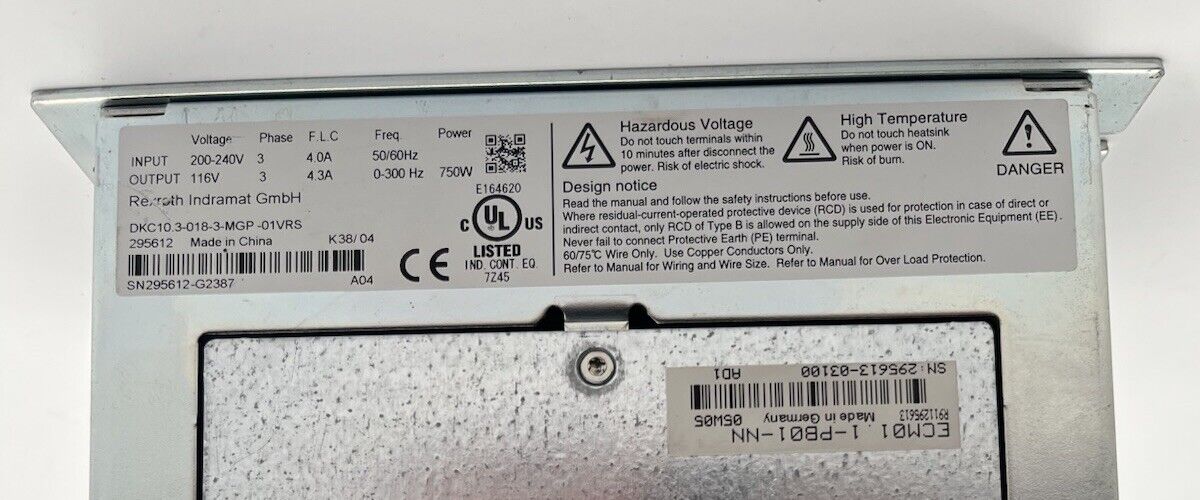 Voltage Phase F.L.C Freq. Power
INPUT 200-240V 3 4.0A 50/60Hz
OUTPUT 116V 3 4.3A 0-300 Hz 750W
Rexroth Indramat GmbH
DKC10.3-018-3-MGP -01VRS
295612 Made in China K38/04
SN295612-G2387 A04
CE
E164620
C UL US
LISTED
IND. CONT. EQ.
7Z45
Hazardous Voltage
Do not touch terminals within
10 minutes after disconnect the
power. Risk of electric shock.
High Temperature
Do not touch heatsink
when power is ON.
Risk of burn.
DANGER
Design notice
Read the manual and follow the safety instructions before use.
Where residual-current-operated protective device (RCD) is used for protection in case of direct or
indirect contact, only RCD of Type B is allowed on the supply side of this Electronic Equipment (EE).
Never fail to connect Protective Earth (PE) terminal.
60/75℃ Wire Only. Use Copper Conductors Only.
Refer to Manual for Wiring and Wire Size. Refer to Manual for Over Load Protection.
ECM01.1-PB01-NN
R911295613 Made in Germany 05W05
SN: 295613-03100 AD1